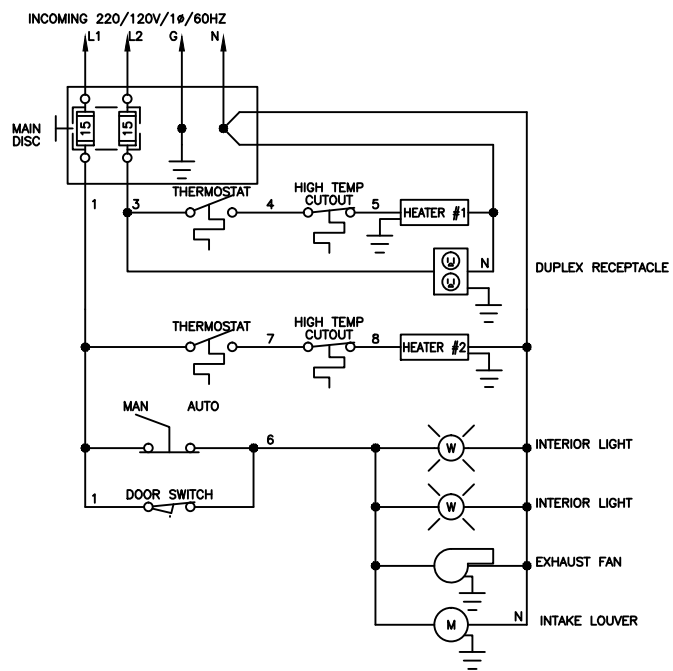 INCOMING 220/120V/1ø/60HZ
L1 L2 G N
15 15
MAIN
DISC
1 3 THERMOSTAT 4 HIGH TEMP
CUTOUT 5 HEATER #1
N
DUPLEX RECEPTACLE
THERMOSTAT 7 HIGH TEMP
CUTOUT 8 HEATER #2
MAN AUTO
6 W INTERIOR LIGHT
1 DOOR SWITCH
W INTERIOR LIGHT
EXHAUST FAN
M N INTAKE LOUVER